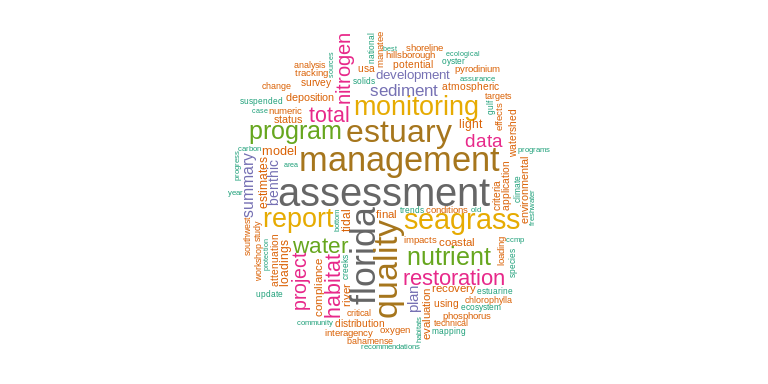 national
best
ecological
nitrogen
manatee
shoreline
hillsborough
oyster
analysis
sources
usa
potential
pyrodinium
tracking
development
assurance
change
survey
solids
sediment
atmospheric
targets
suspended
deposition
monitoring
gulf
effects
case
numeric
total
light
watershed
status
program
estuary
data
carbon
model
programs
progress
summary
estimates
benthic
area
management
criteria
application
climate
environmental
year
assessment
freshwater
southwest
workshop
study
report
bottom
tidal
florida
final
trends
conditions
old
seagrass
protection
attenuation
loadings
water
quality
impacts
coastal
loading
ccmp
project
habitat
creeks
nutrient
species
compliance
restoration
update
river
plan
recovery
estuarine
critical
evaluation
using
chlorophylla
ecosystem
phosphorus
community
distribution
technical
interagency
oxygen
habitats
mapping
bahamense
recommendations